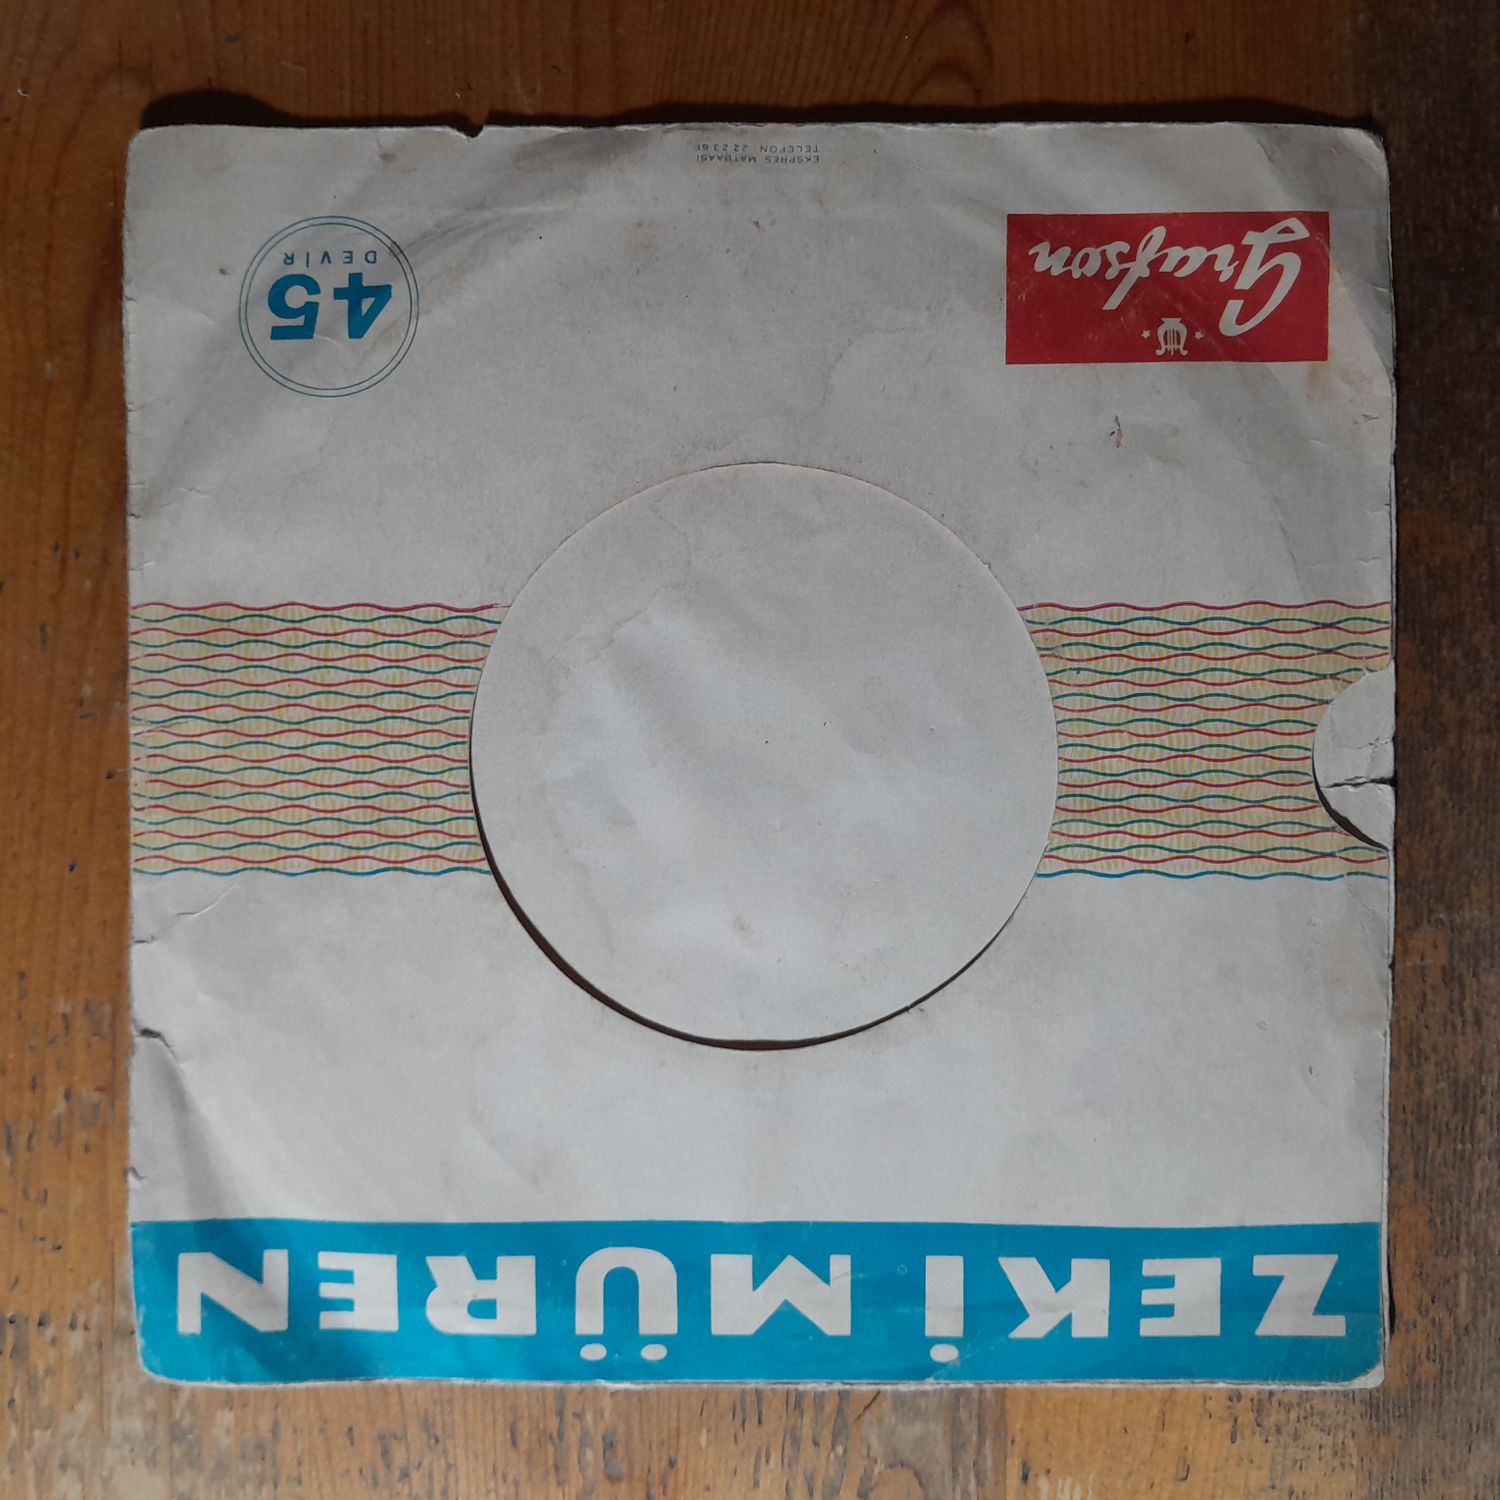 ZEKİ MÜREN
Grafson
45
DEVİR
EKSPRES MATBAASI
TELEFON 22 23 61